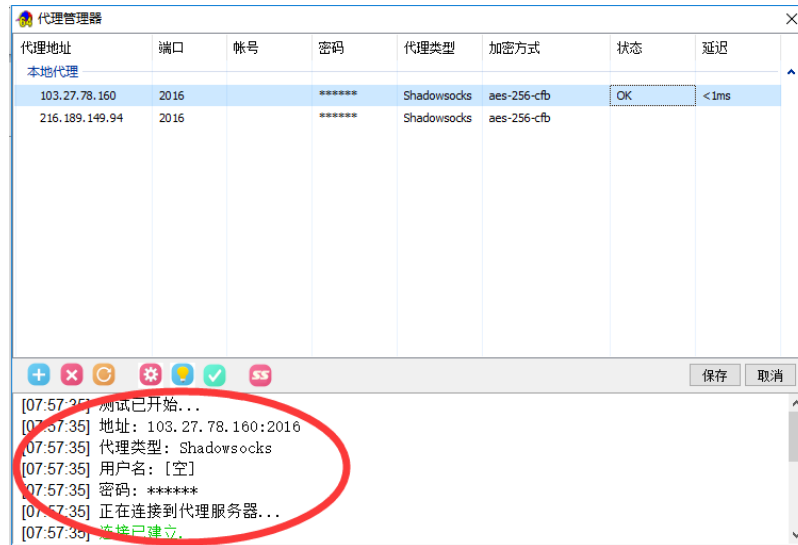 代理管理器
代理地址 端口 帐号 密码 代理类型 加密方式 状态 延迟
本地代理
103.27.78.160 2016 ****** Shadowsocks aes-256-cfb OK <1ms
216.189.149.94 2016 ****** Shadowsocks aes-256-cfb
SS 保存 取消
[07:57:35] 测试已开始...
[07:57:35] 地址: 103.27.78.160:2016
[07:57:35] 代理类型: Shadowsocks
[07:57:35] 用户名: [空]
[07:57:35] 密码: ******
[07:57:35] 正在连接到代理服务器...
[07:57:35] 连接已建立.